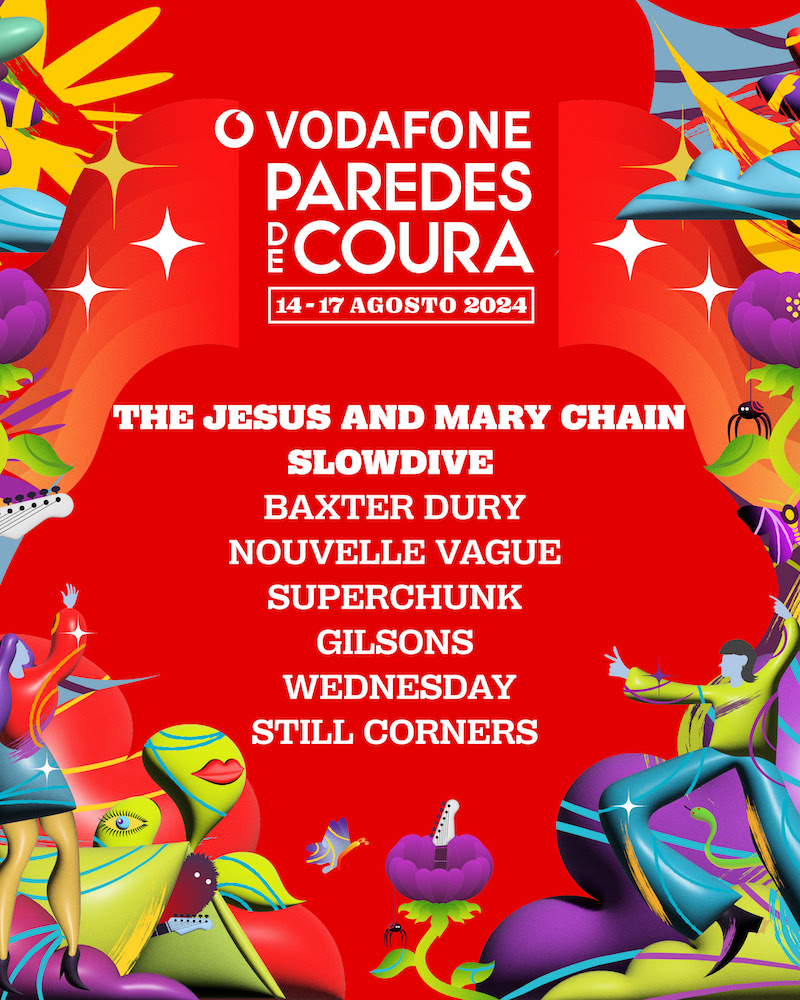 VODAFONE
PAREDES
DE COURA
14 - 17 AGOSTO 2024
THE JESUS AND MARY CHAIN
SLOWDIVE
BAXTER DURY
NOUVELLE VAGUE
SUPERCHUNK
GILSONS
WEDNESDAY
STILL CORNERS